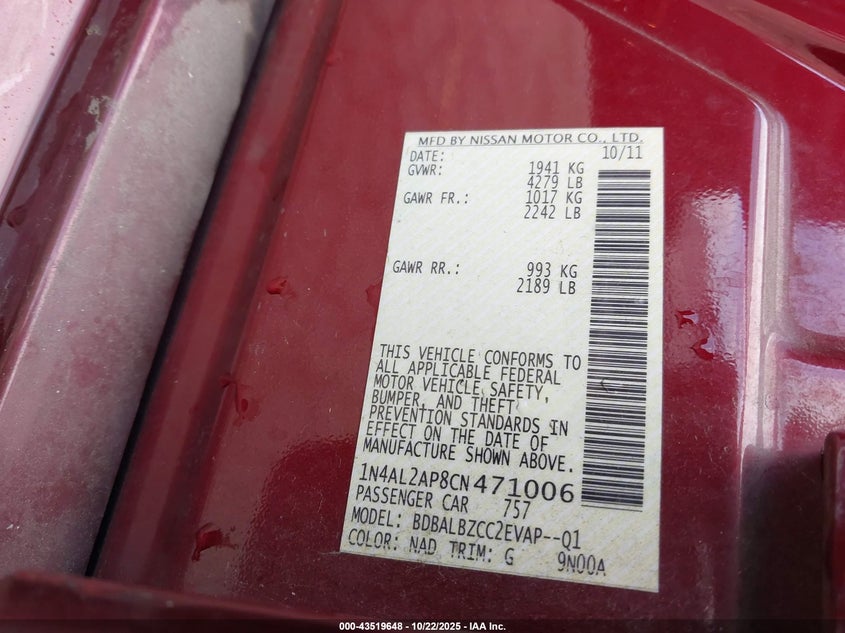 MFD BY NISSAN MOTOR CO., LTD.
DATE: 10/11
GVWR: 1941 KG
4279 LB
GAWR FR.: 1017 KG
2242 LB
GAWR RR.: 993 KG
2189 LB
THIS VEHICLE CONFORMS TO
ALL APPLICABLE FEDERAL
MOTOR VEHICLE SAFETY,
BUMPER, AND THEFT
PREVENTION STANDARDS IN
EFFECT ON THE DATE OF
MANUFACTURE SHOWN ABOVE.
1N4AL2AP8CN471006
PASSENGER CAR 757
MODEL: BDBALBZCC2EVAP--Q1
COLOR: NAD TRIM: G 9N00A
000-43519648 - 10/22/2025 - IAA Inc.